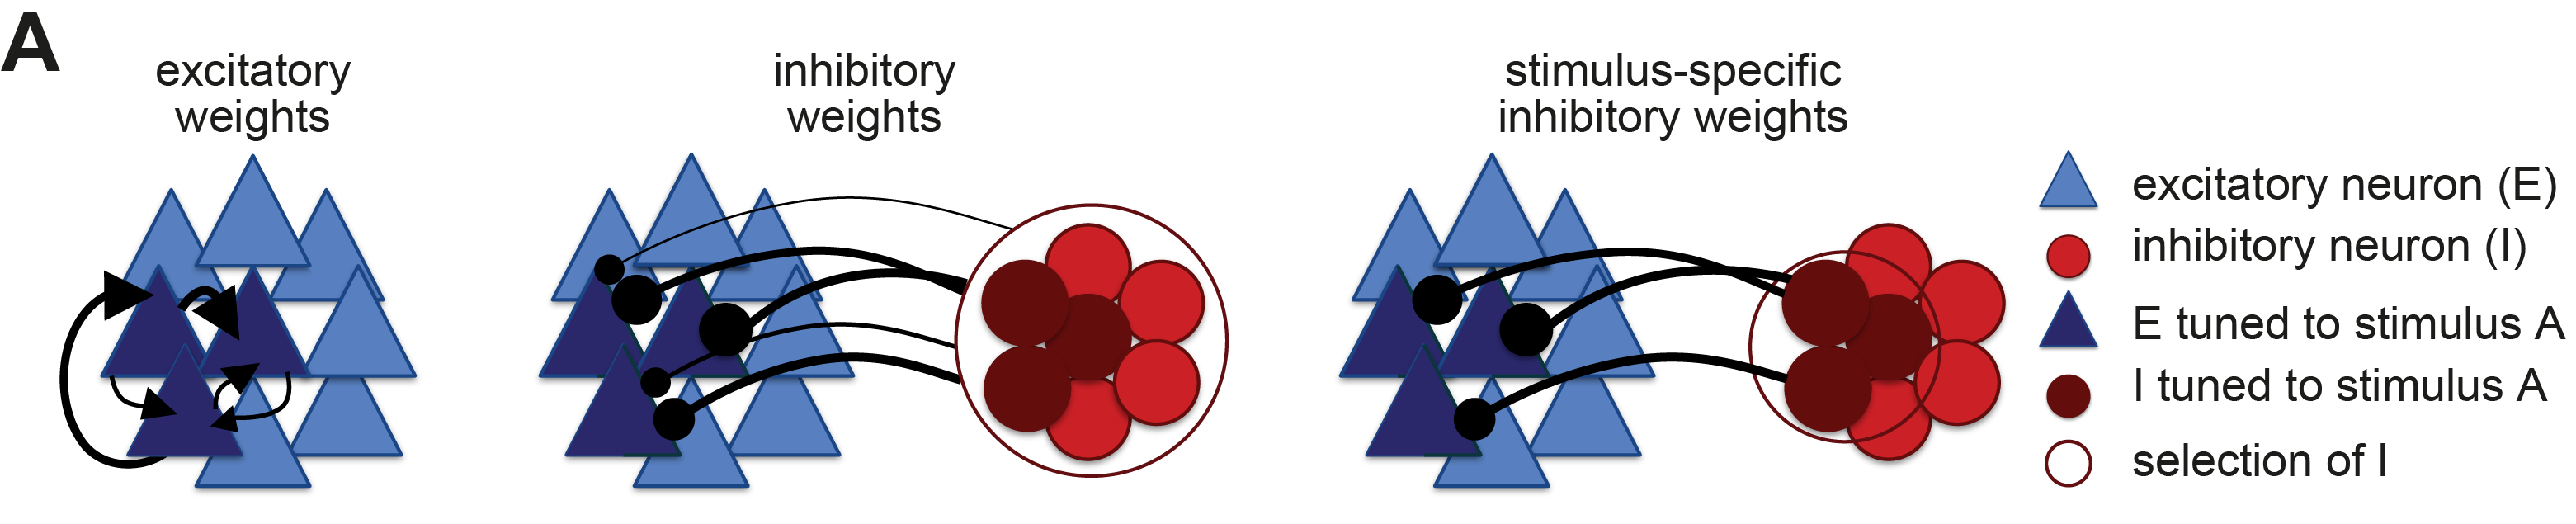 A
excitatory
weights
inhibitory
weights
stimulus-specific
inhibitory weights
excitatory neuron (E)
inhibitory neuron (I)
E tuned to stimulus A
I tuned to stimulus A
selection of I